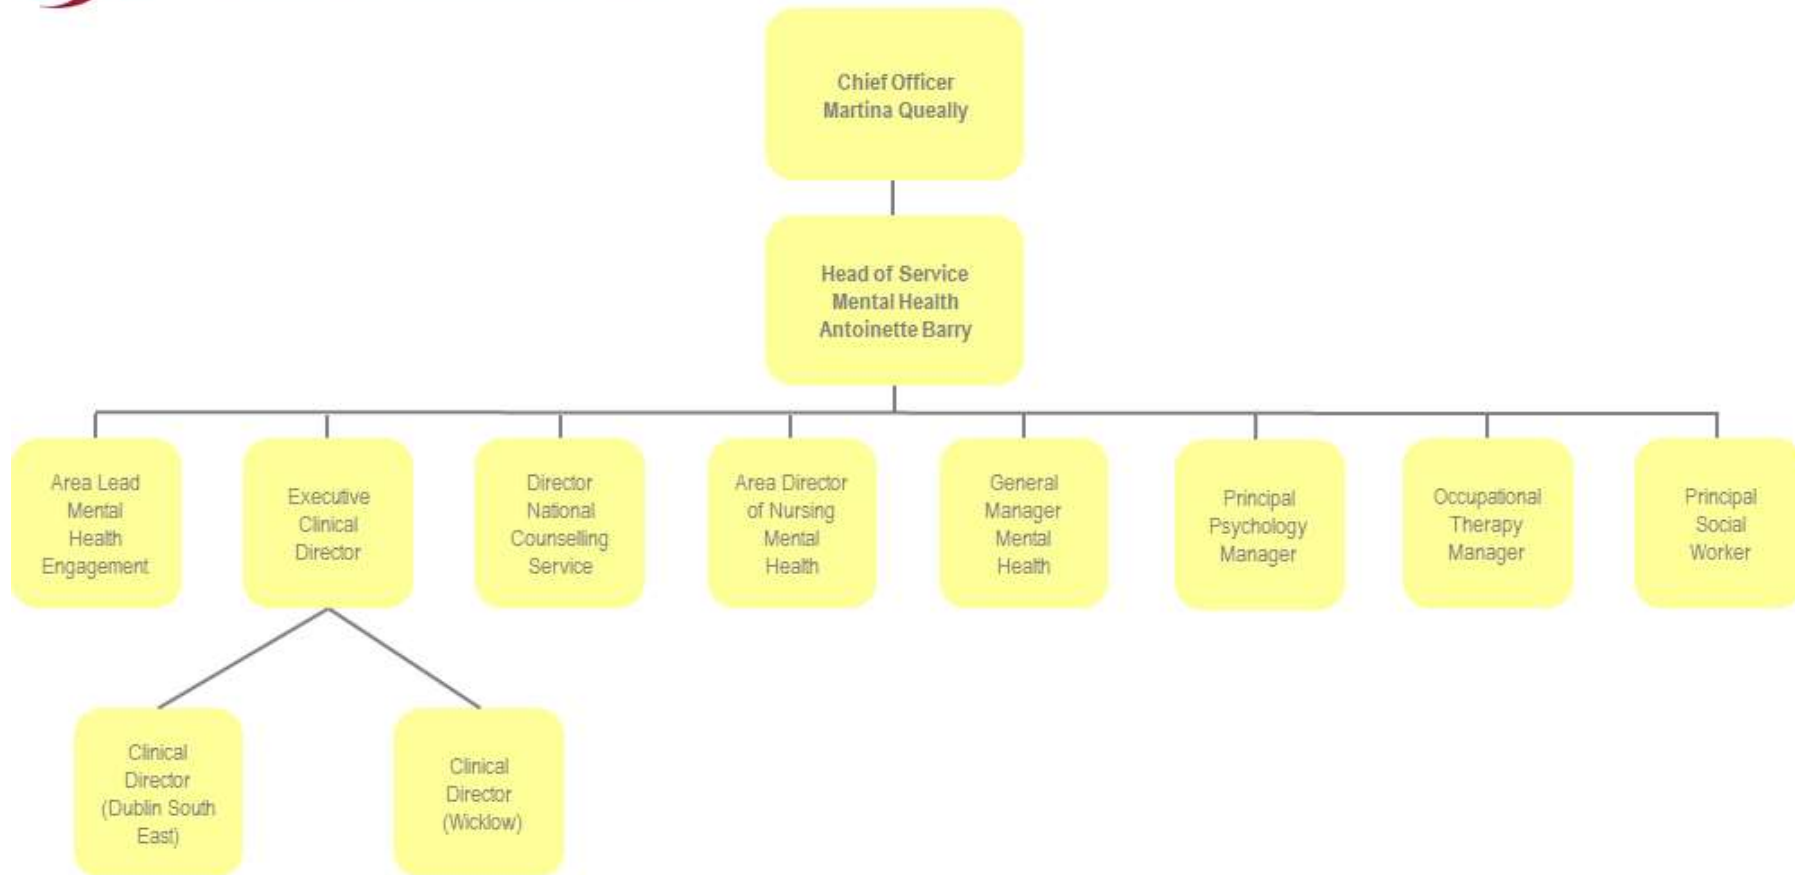 Chief Officer
Martina Queally
Head of Service
Mental Health
Antoinette Barry
Area Lead
Mental
Health
Engagement
Executive
Clinical
Director
Director
National
Counselling
Service
Area Director
of Nursing
Mental
Health
General
Manager
Mental
Health
Principal
Psychology
Manager
Occupational
Therapy
Manager
Principal
Social
Worker
Clinical
Director
(Dublin South
East)
Clinical
Director
(Wicklow)